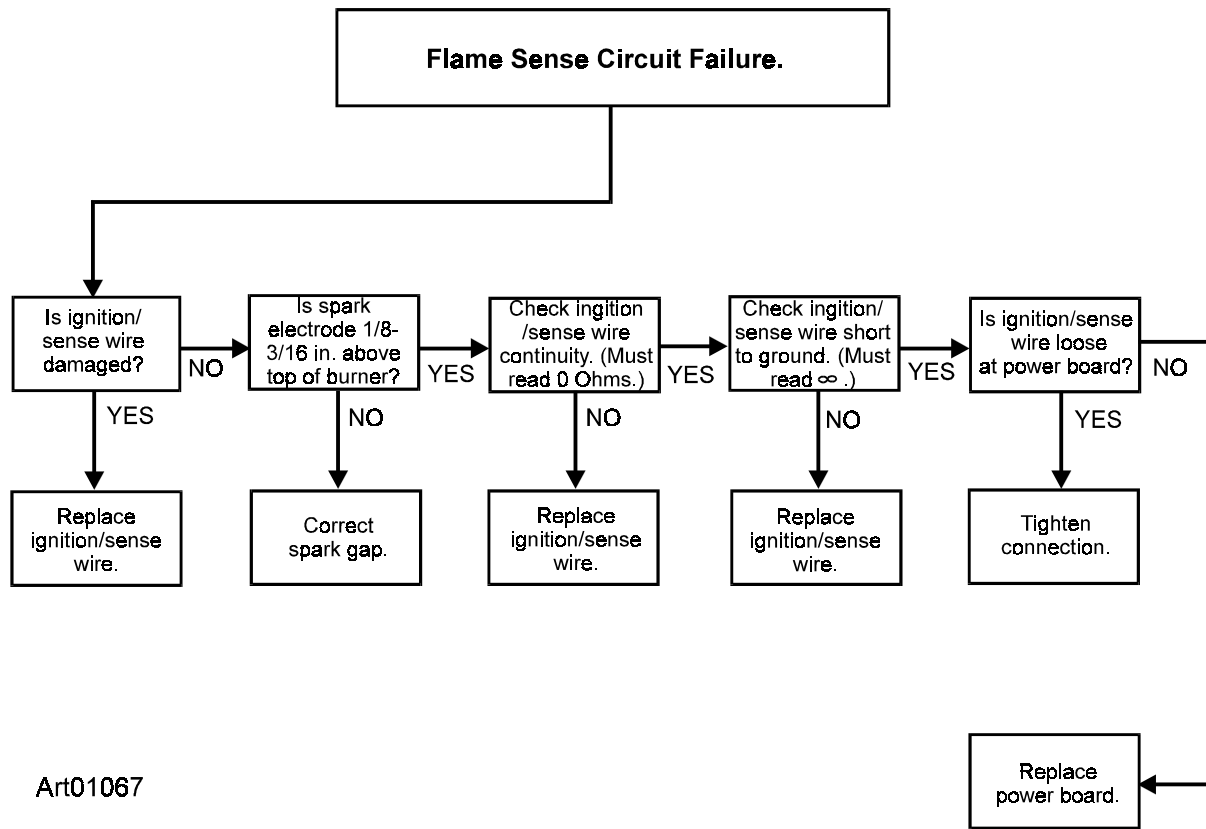 Flame Sense Circuit Failure.
Is ignition/
sense wire
damaged?
NO
YES
Replace
ignition/sense
wire.
Is spark
electrode 1/8-
3/16 in. above
top of burner?
YES
NO
Correct
spark gap.
Check ingition
/sense wire
continuity. (Must
read 0 Ohms.)
YES
NO
Replace
ignition/sense
wire.
Check ingition/
sense wire short
to ground. (Must
read ∞ .)
YES
NO
Replace
ignition/sense
wire.
Is ignition/sense
wire loose
at power board?
NO
YES
Tighten
connection.
Replace
power board.
Art01067